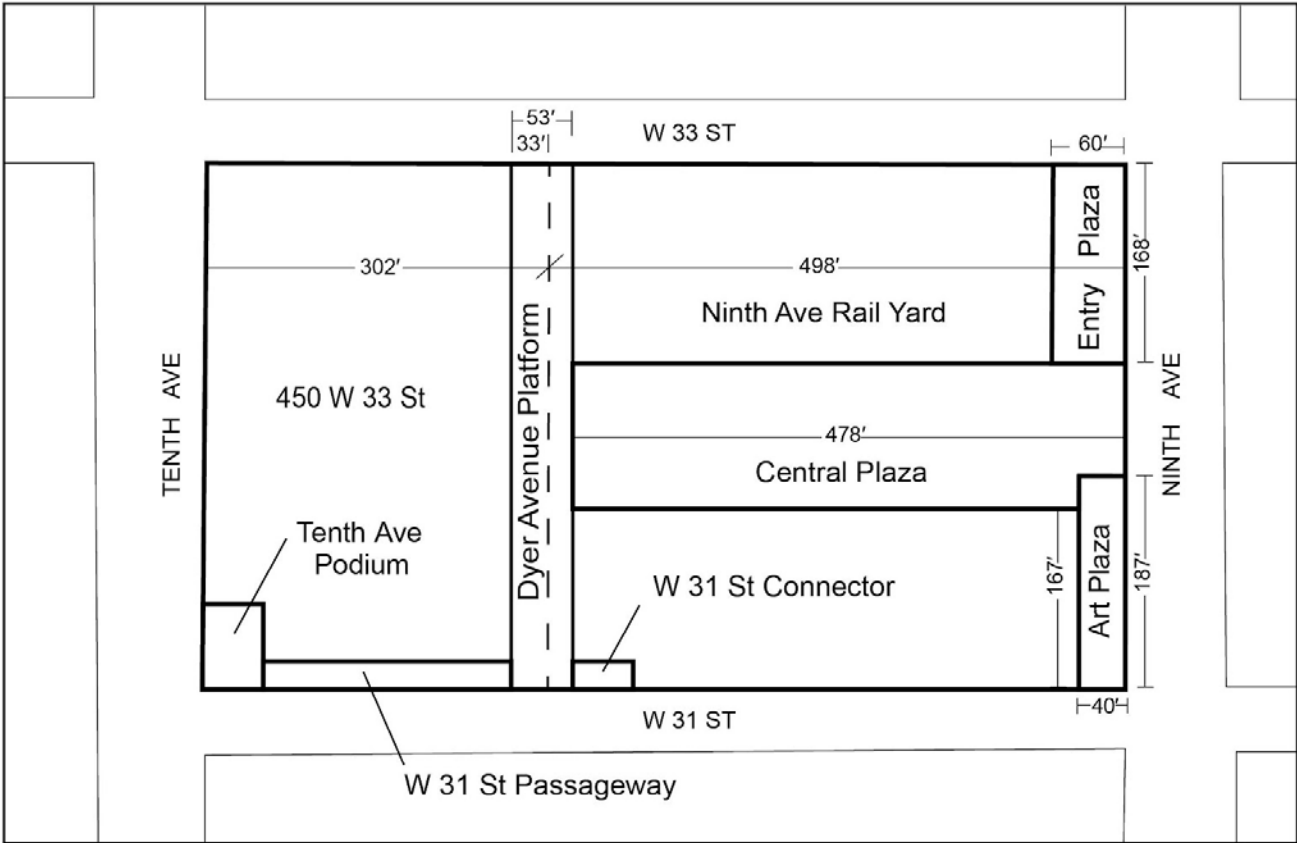 53′
33′
W 33 ST
60′
Entry Plaza
168′
302′
498′
Ninth Ave Rail Yard
Dyer Avenue Platform
TENTH AVE
450 W 33 St
478′
Central Plaza
NINTH AVE
Tenth Ave
Podium
W 31 St Connector
167′
Art Plaza
187′
40′
W 31 ST
W 31 St Passageway